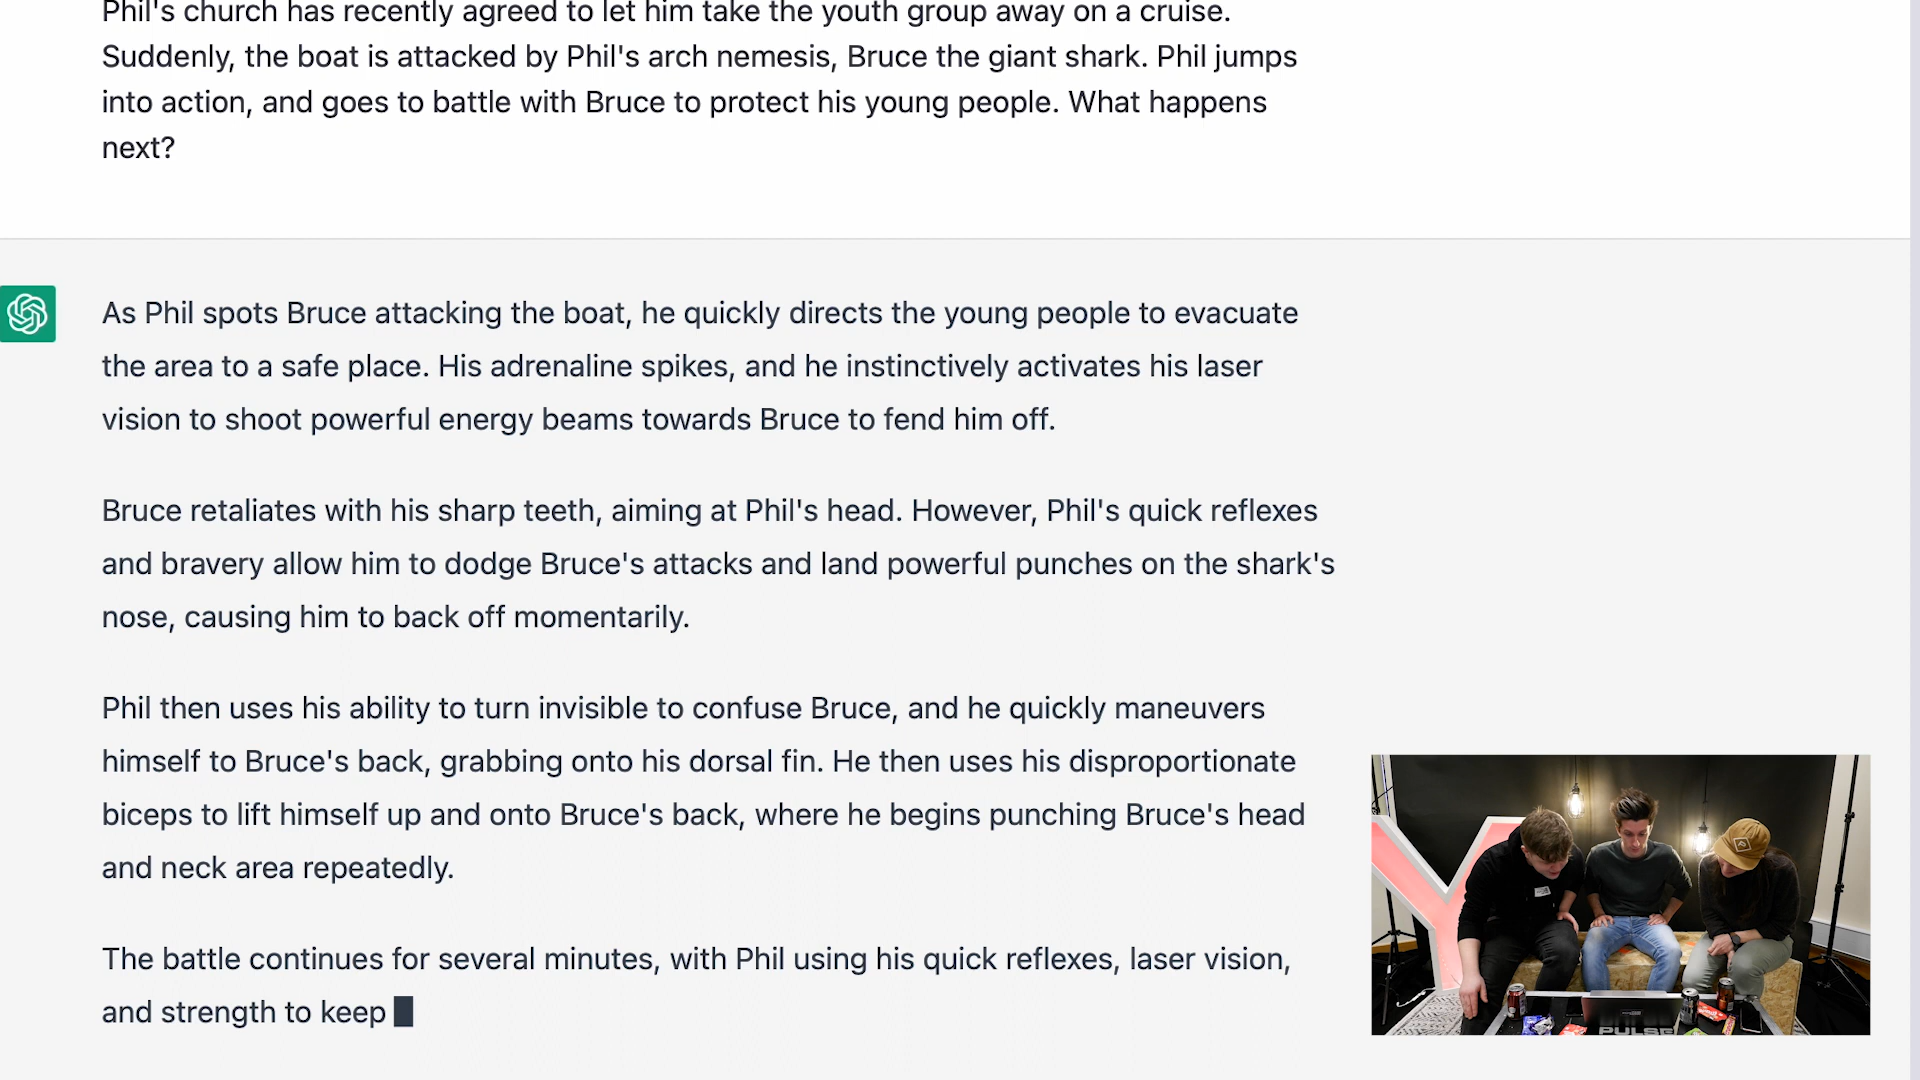 Phil's church has recently agreed to let him take the youth group away on a cruise.
Suddenly, the boat is attacked by Phil's arch nemesis, Bruce the giant shark. Phil jumps
into action, and goes to battle with Bruce to protect his young people. What happens
next?
As Phil spots Bruce attacking the boat, he quickly directs the young people to evacuate
the area to a safe place. His adrenaline spikes, and he instinctively activates his laser
vision to shoot powerful energy beams towards Bruce to fend him off.
Bruce retaliates with his sharp teeth, aiming at Phil's head. However, Phil's quick reflexes
and bravery allow him to dodge Bruce's attacks and land powerful punches on the shark's
nose, causing him to back off momentarily.
Phil then uses his ability to turn invisible to confuse Bruce, and he quickly maneuvers
himself to Bruce's back, grabbing onto his dorsal fin. He then uses his disproportionate
biceps to lift himself up and onto Bruce's back, where he begins punching Bruce's head
and neck area repeatedly.
The battle continues for several minutes, with Phil using his quick reflexes, laser vision,
and strength to keep
Y
PULSE